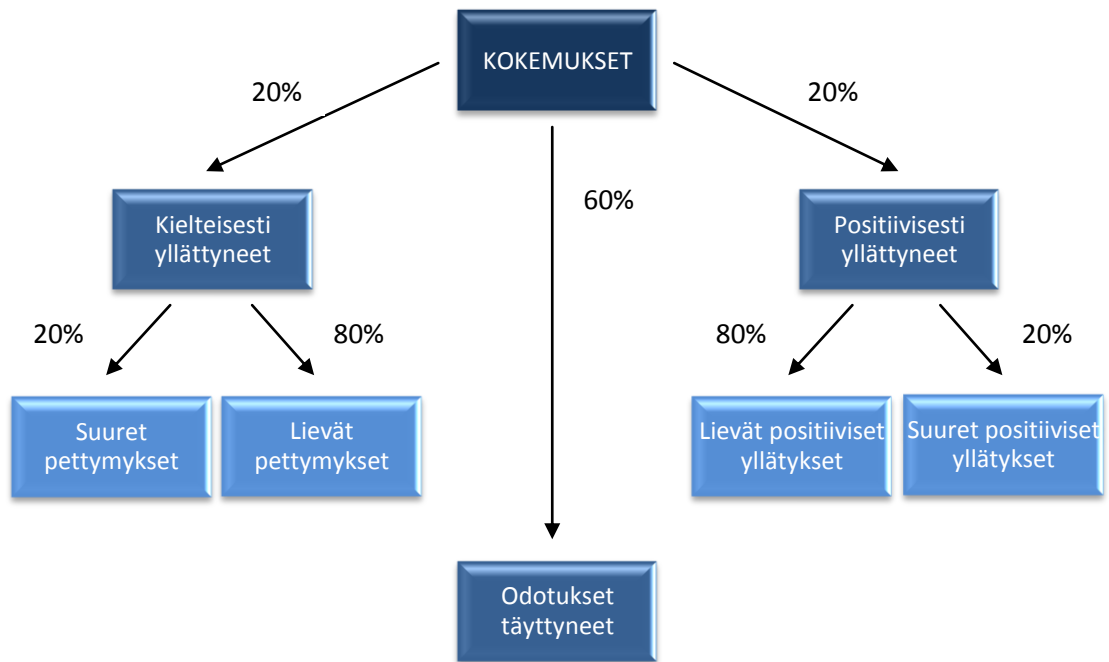 KOKEMUKSET
20%
20%
60%
Kielteisesti
yllättyneet
Positiivisesti
yllättyneet
20%
80%
80%
20%
Suuret
pettymykset
Lievät
pettymykset
Lievät positiiviset
yllätykset
Suuret positiiviset
yllätykset
Odotukset
täyttyneet